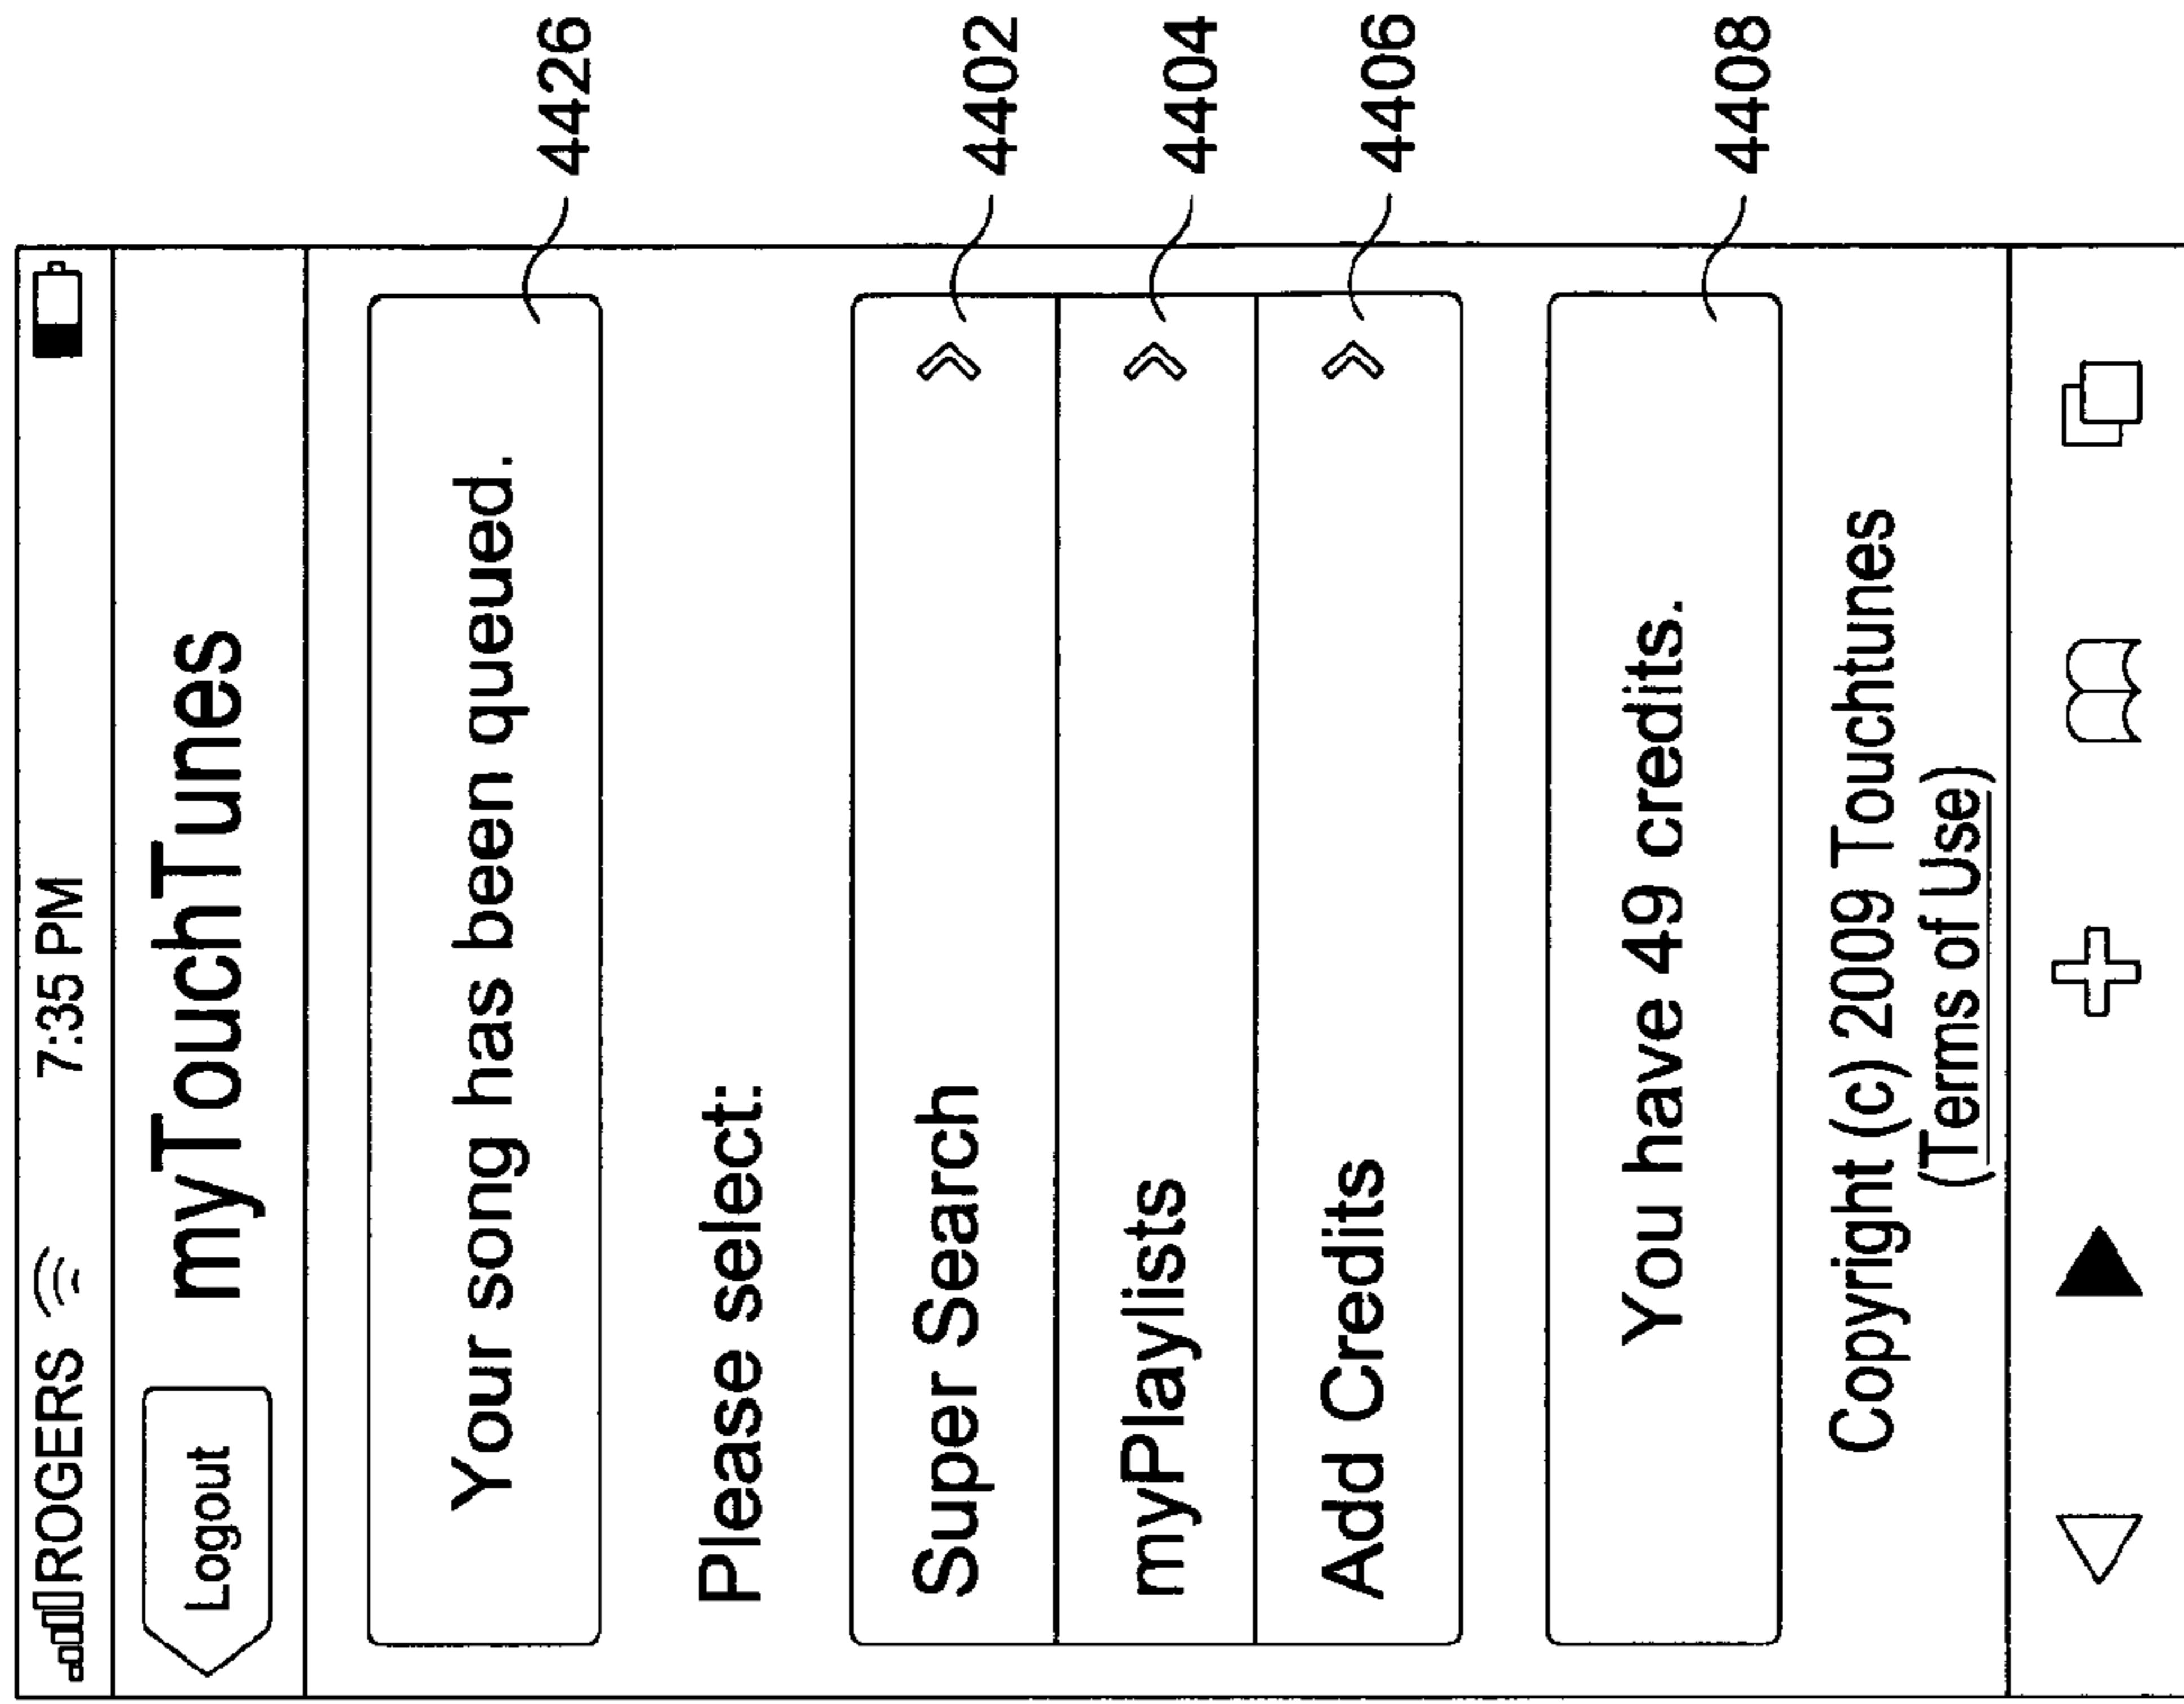 ROGERS 7:35 PM
Logout myTouchTunes
Your song has been queued. 4426
Please select:
Super Search 4402
myPlaylists 4404
Add Credits 4406
You have 49 credits. 4408
Copyright (c) 2009 Touchtunes
(Terms of Use)